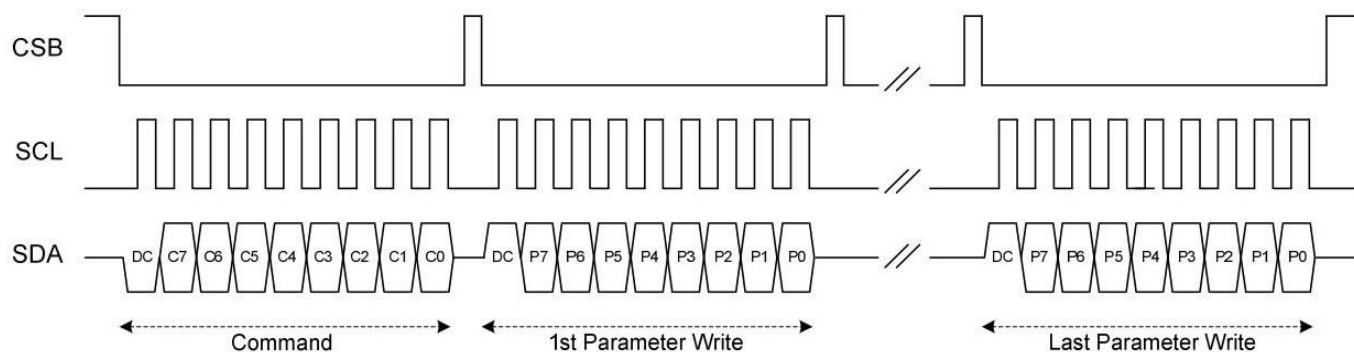 CSB
SCL
SDA
DC C7 C6 C5 C4 C3 C2 C1 C0 DC P7 P6 P5 P4 P3 P2 P1 P0 DC P7 P6 P5 P4 P3 P2 P1 P0
Command 1st Parameter Write Last Parameter Write